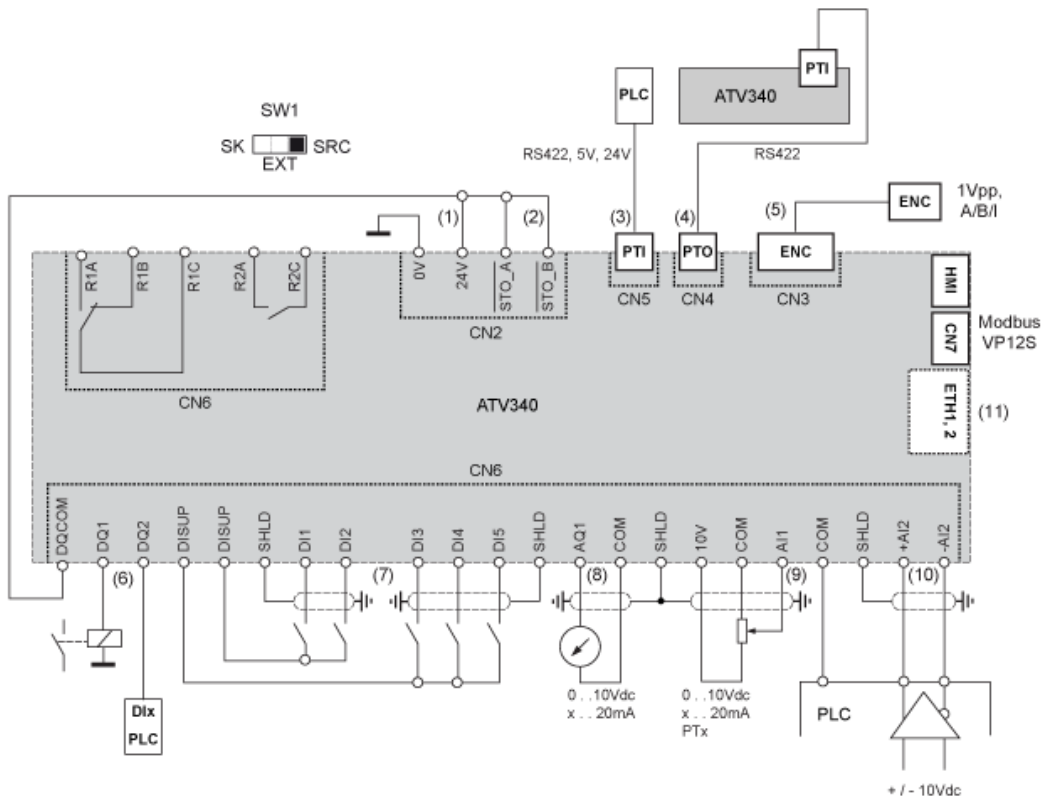 SW1
SK
SRC
EXT
PLC
PTI
ATV340
RS422, 5V, 24V
RS422
ENC
1Vpp,
A/B/I
(1)
(2)
(3)
(4)
(5)
R1A
R1B
R1C
R2A
R2C
CN6
0V
24V
STO_A
STO_B
CN2
PTI
CN5
PTO
CN4
ENC
CN3
HMI
CN7
Modbus
VP12S
ETH1, 2
(11)
ATV340
CN6
DQCOM
DQ1
DQ2
DISUP
DISUP
SHLD
DI1
DI2
DI3
DI4
DI5
SHLD
AQ1
COM
SHLD
10V
COM
AI1
COM
SHLD
+AI2
-AI2
(6)
(7)
(8)
(9)
(10)
DIx
PLC
0 . .10Vdc
x . . 20mA
0 . .10Vdc
x . . 20mA
PTx
PLC
+ / - 10Vdc